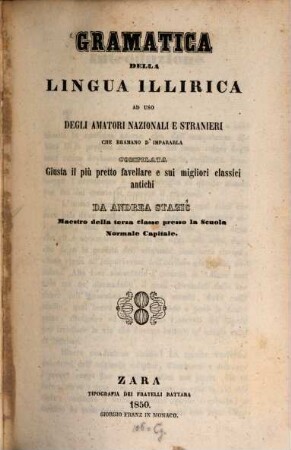 GRAMATICA
DELLA
LINGUA ILLIRICA
AD USO
DEGLI AMATORI NAZIONALI E STRANIERI
CHE BRAMANO D'IMPARARLA
COMPILATA
Giusta il più pretto favellare e sui migliori classici
antichi
DA ANDREA STAZIĆ
Maestro della terza classe presso la Scuola
Normale Capitale.
ZARA
TIPOGRAFIA DEI FRATELLI BATTARA
1850.
GIORGIO FRANZ IN MONACO.